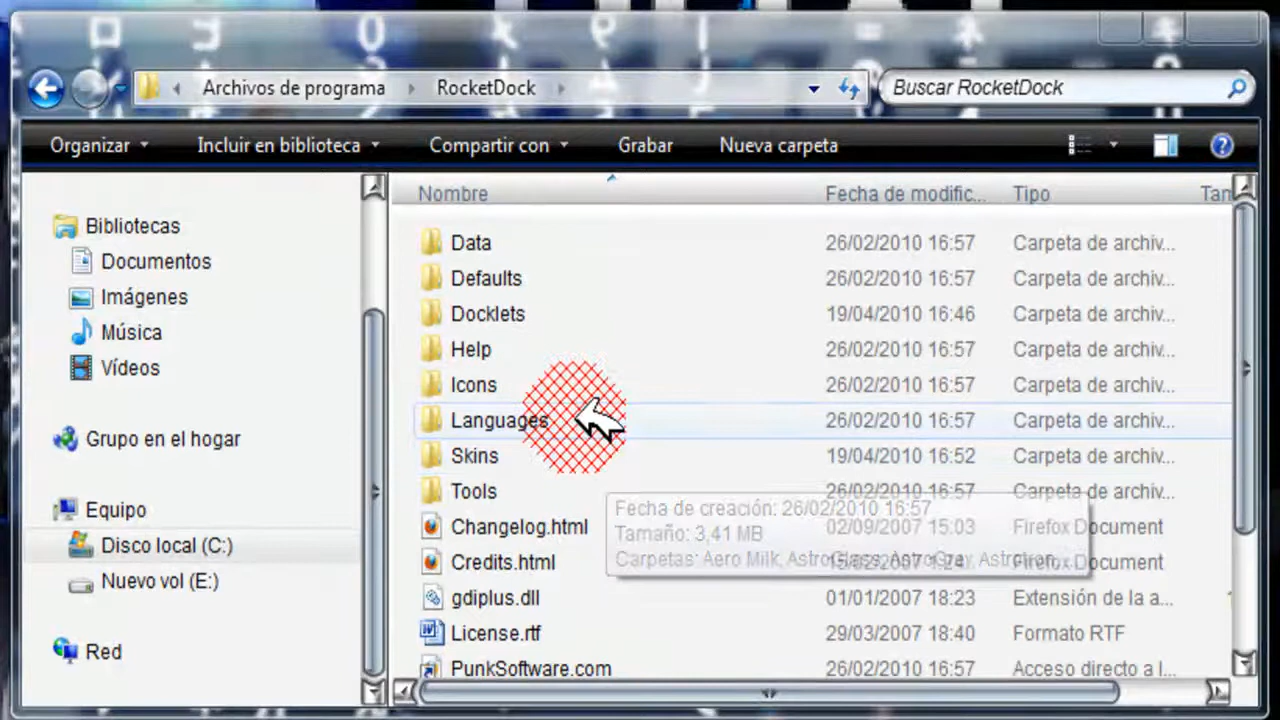 Archivos de programa RocketDock Buscar RocketDock
Organizar Incluir en biblioteca Compartir con Grabar Nueva carpeta
Bibliotecas
Documentos
Imágenes
Música
Vídeos
Grupo en el hogar
Equipo
Disco local (C:)
Nuevo vol (E:)
Red
Nombre Fecha de modific... Tipo Tam
Data 26/02/2010 16:57 Carpeta de archiv...
Defaults 26/02/2010 16:57 Carpeta de archiv...
Docklets 19/04/2010 16:46 Carpeta de archiv...
Help 26/02/2010 16:57 Carpeta de archiv...
Icons 26/02/2010 16:57 Carpeta de archiv...
Languages 26/02/2010 16:57 Carpeta de archiv...
Skins 19/04/2010 16:52 Carpeta de archiv...
Tools 26/02/2010 16:57 Carpeta de archiv...
Fecha de creación: 26/02/2010 16:57
Changelog.html 02/09/2007 15:03 Firefox Document
Tamaño: 3,41 MB
Credits.html Firefox Document
Carpetas: Aero Milk, AstroGlass, AstroGray,
gdiplus.dll 01/01/2007 18:23 Extensión de la a...
License.rtf 29/03/2007 18:40 Formato RTF
PunkSoftware.com 26/02/2010 16:57 Acceso directo a l...